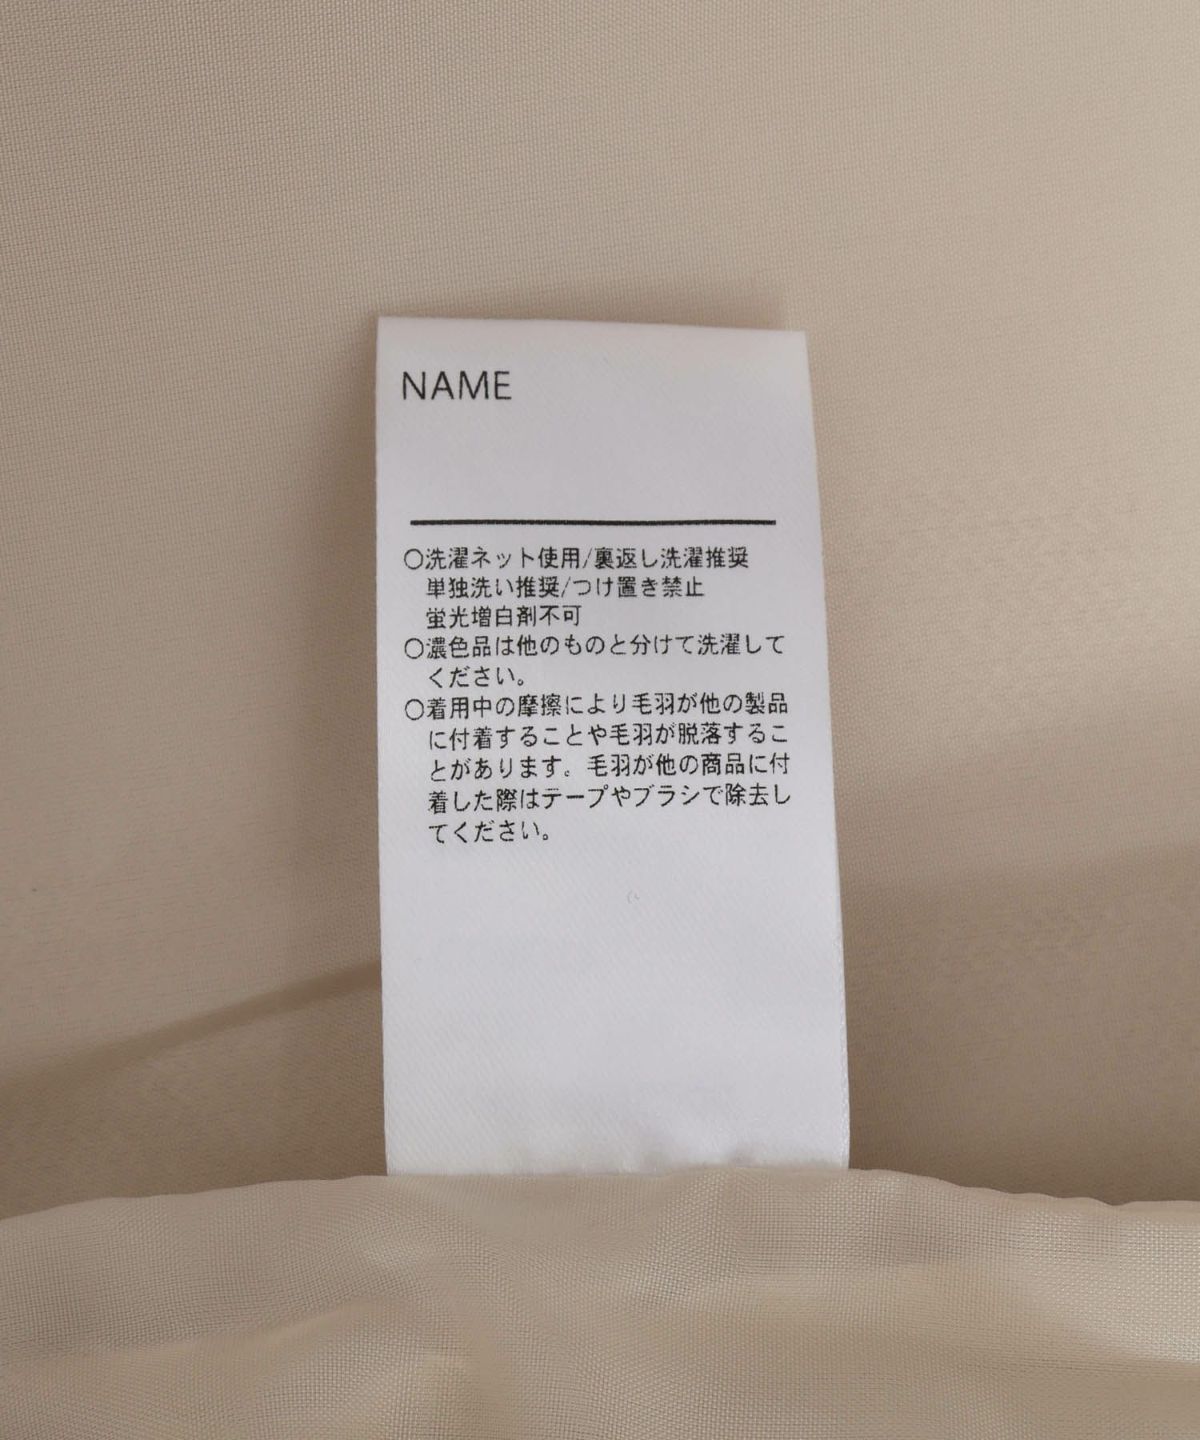 NAME
○洗濯ネット使用/裏返し洗濯推奨
単独洗い推奨/つけ置き禁止
蛍光増白剤不可
○濃色品は他のものと分けて洗濯して
ください。
○着用中の摩擦により毛羽が他の製品
に付着することや毛羽が脱落するこ
とがあります。毛羽が他の商品に付
着した際はテープやブラシで除去し
てください。